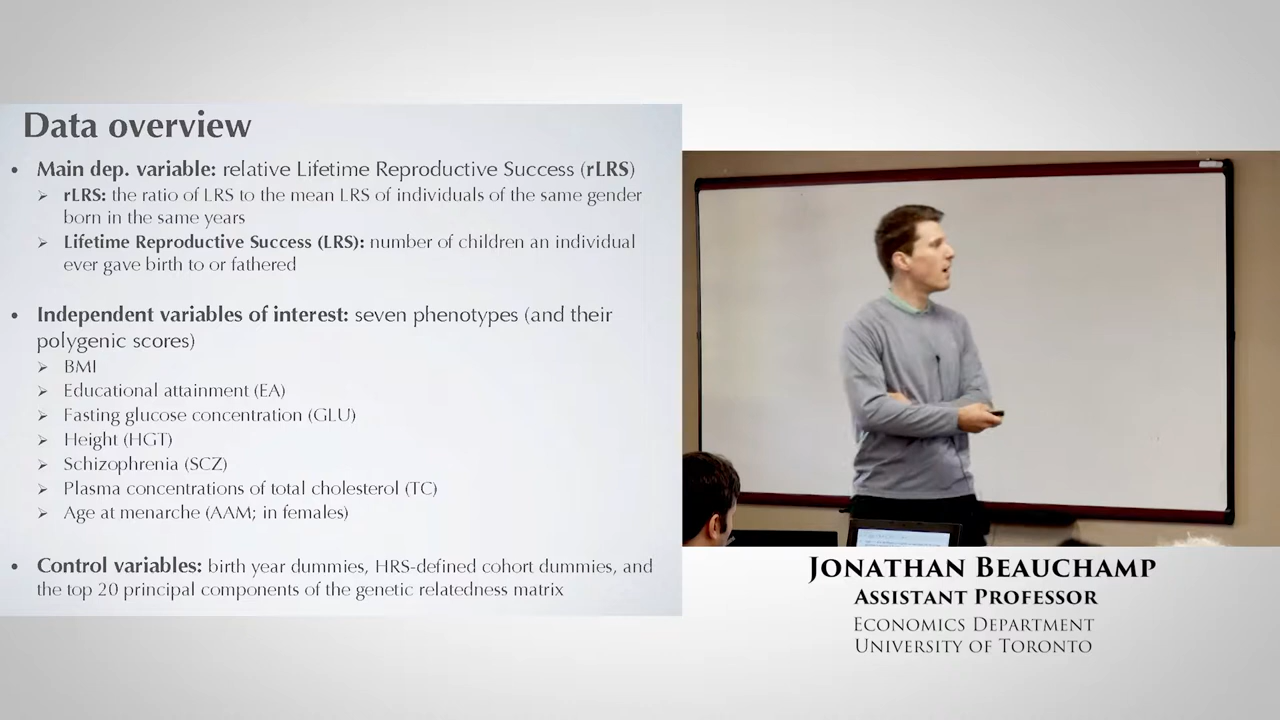 Data overview
• Main dep. variable: relative Lifetime Reproductive Success (rLRS)
➢ rLRS: the ratio of LRS to the mean LRS of individuals of the same gender
born in the same years
➢ Lifetime Reproductive Success (LRS): number of children an individual
ever gave birth to or fathered
• Independent variables of interest: seven phenotypes (and their
polygenic scores)
➢ BMI
➢ Educational attainment (EA)
➢ Fasting glucose concentration (GLU)
➢ Height (HGT)
➢ Schizophrenia (SCZ)
➢ Plasma concentrations of total cholesterol (TC)
➢ Age at menarche (AAM; in females)
• Control variables: birth year dummies, HRS-defined cohort dummies, and
the top 20 principal components of the genetic relatedness matrix
JONATHAN BEAUCHAMP
ASSISTANT PROFESSOR
ECONOMICS DEPARTMENT
UNIVERSITY OF TORONTO